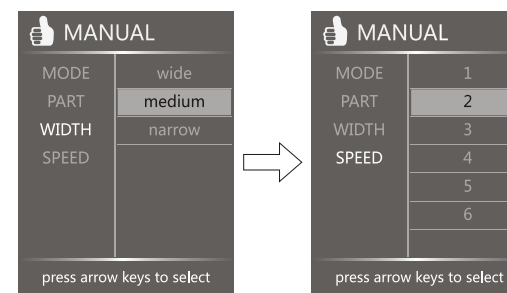 MANUAL
MODE
PART
WIDTH
SPEED
wide
medium
narrow
press arrow keys to select
MANUAL
MODE
PART
WIDTH
SPEED
1
2
3
4
5
6
press arrow keys to select